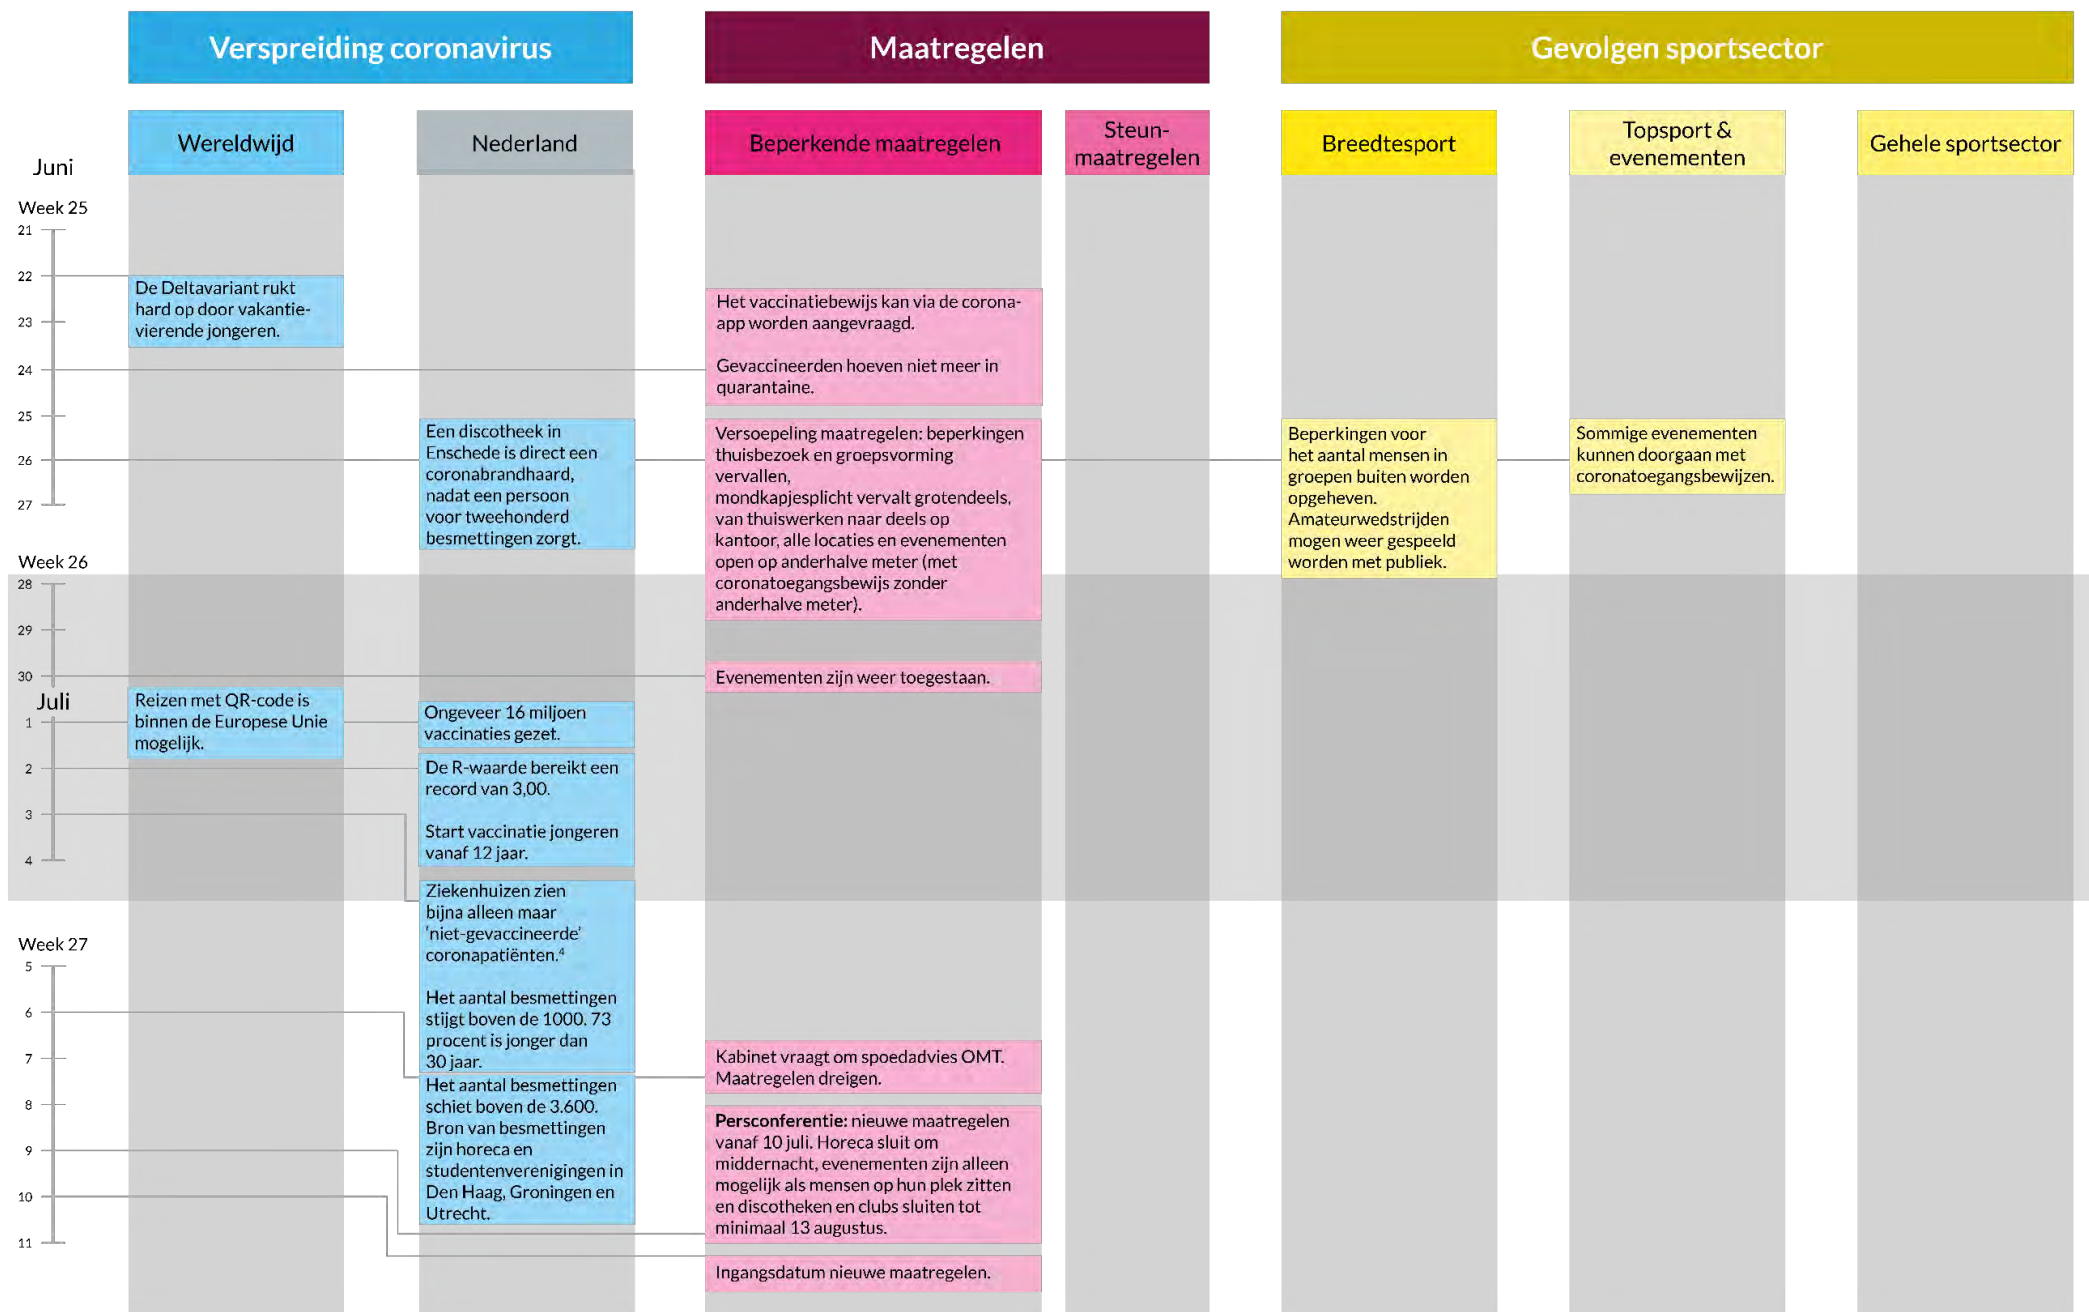 Verspreiding coronavirus
Maatregelen
Gevolgen sportsector
Wereldwijd
Nederland
Beperkende maatregelen
Steun-
maatregelen
Breedtesport
Topsport &
evenementen
Gehele sportsector
Juni
Week 25
21
22
23
24
25
26
27
Week 26
28
29
30
Juli
1
2
3
4
Week 27
5
6
7
8
9
10
11
De Deltavariant rukt
hard op door vakantie-
vierende jongeren.
Reizen met QR-code is
binnen de Europese Unie
mogelijk.
Een discotheek in
Enschede is direct een
coronabrandhaard,
nadat een persoon
voor tweehonderd
besmettingen zorgt.
Ongeveer 16 miljoen
vaccinaties gezet.
De R-waarde bereikt een
record van 3,00.
Start vaccinatie jongeren
vanaf 12 jaar.
Ziekenhuizen zien
bijna alleen maar
‘niet-gevaccineerde’
coronapatiënten.⁴
Het aantal besmettingen
stijgt boven de 1000. 73
procent is jonger dan
30 jaar.
Het aantal besmettingen
schiet boven de 3.600.
Bron van besmettingen
zijn horeca en
studentenverenigingen in
Den Haag, Groningen en
Utrecht.
Het vaccinatiebewijs kan via de corona-
app worden aangevraagd.
Gevaccineerden hoeven niet meer in
quarantaine.
Versoepeling maatregelen: beperkingen
thuisbezoek en groepsvorming
vervallen,
mondkapjesplicht vervalt grotendeels,
van thuiswerken naar deels op
kantoor, alle locaties en evenementen
open op anderhalve meter (met
coronatoegangsbewijs zonder
anderhalve meter).
Evenementen zijn weer toegestaan.
Kabinet vraagt om spoedadvies OMT.
Maatregelen dreigen.
Persconferentie: nieuwe maatregelen
vanaf 10 juli. Horeca sluit om
middernacht, evenementen zijn alleen
mogelijk als mensen op hun plek zitten
en discotheken en clubs sluiten tot
minimaal 13 augustus.
Ingangsdatum nieuwe maatregelen.
Beperkingen voor
het aantal mensen in
groepen buiten worden
opgeheven.
Amateurwedstrijden
mogen weer gespeeld
worden met publiek.
Sommige evenementen
kunnen doorgaan met
coronatoegangsbewijzen.